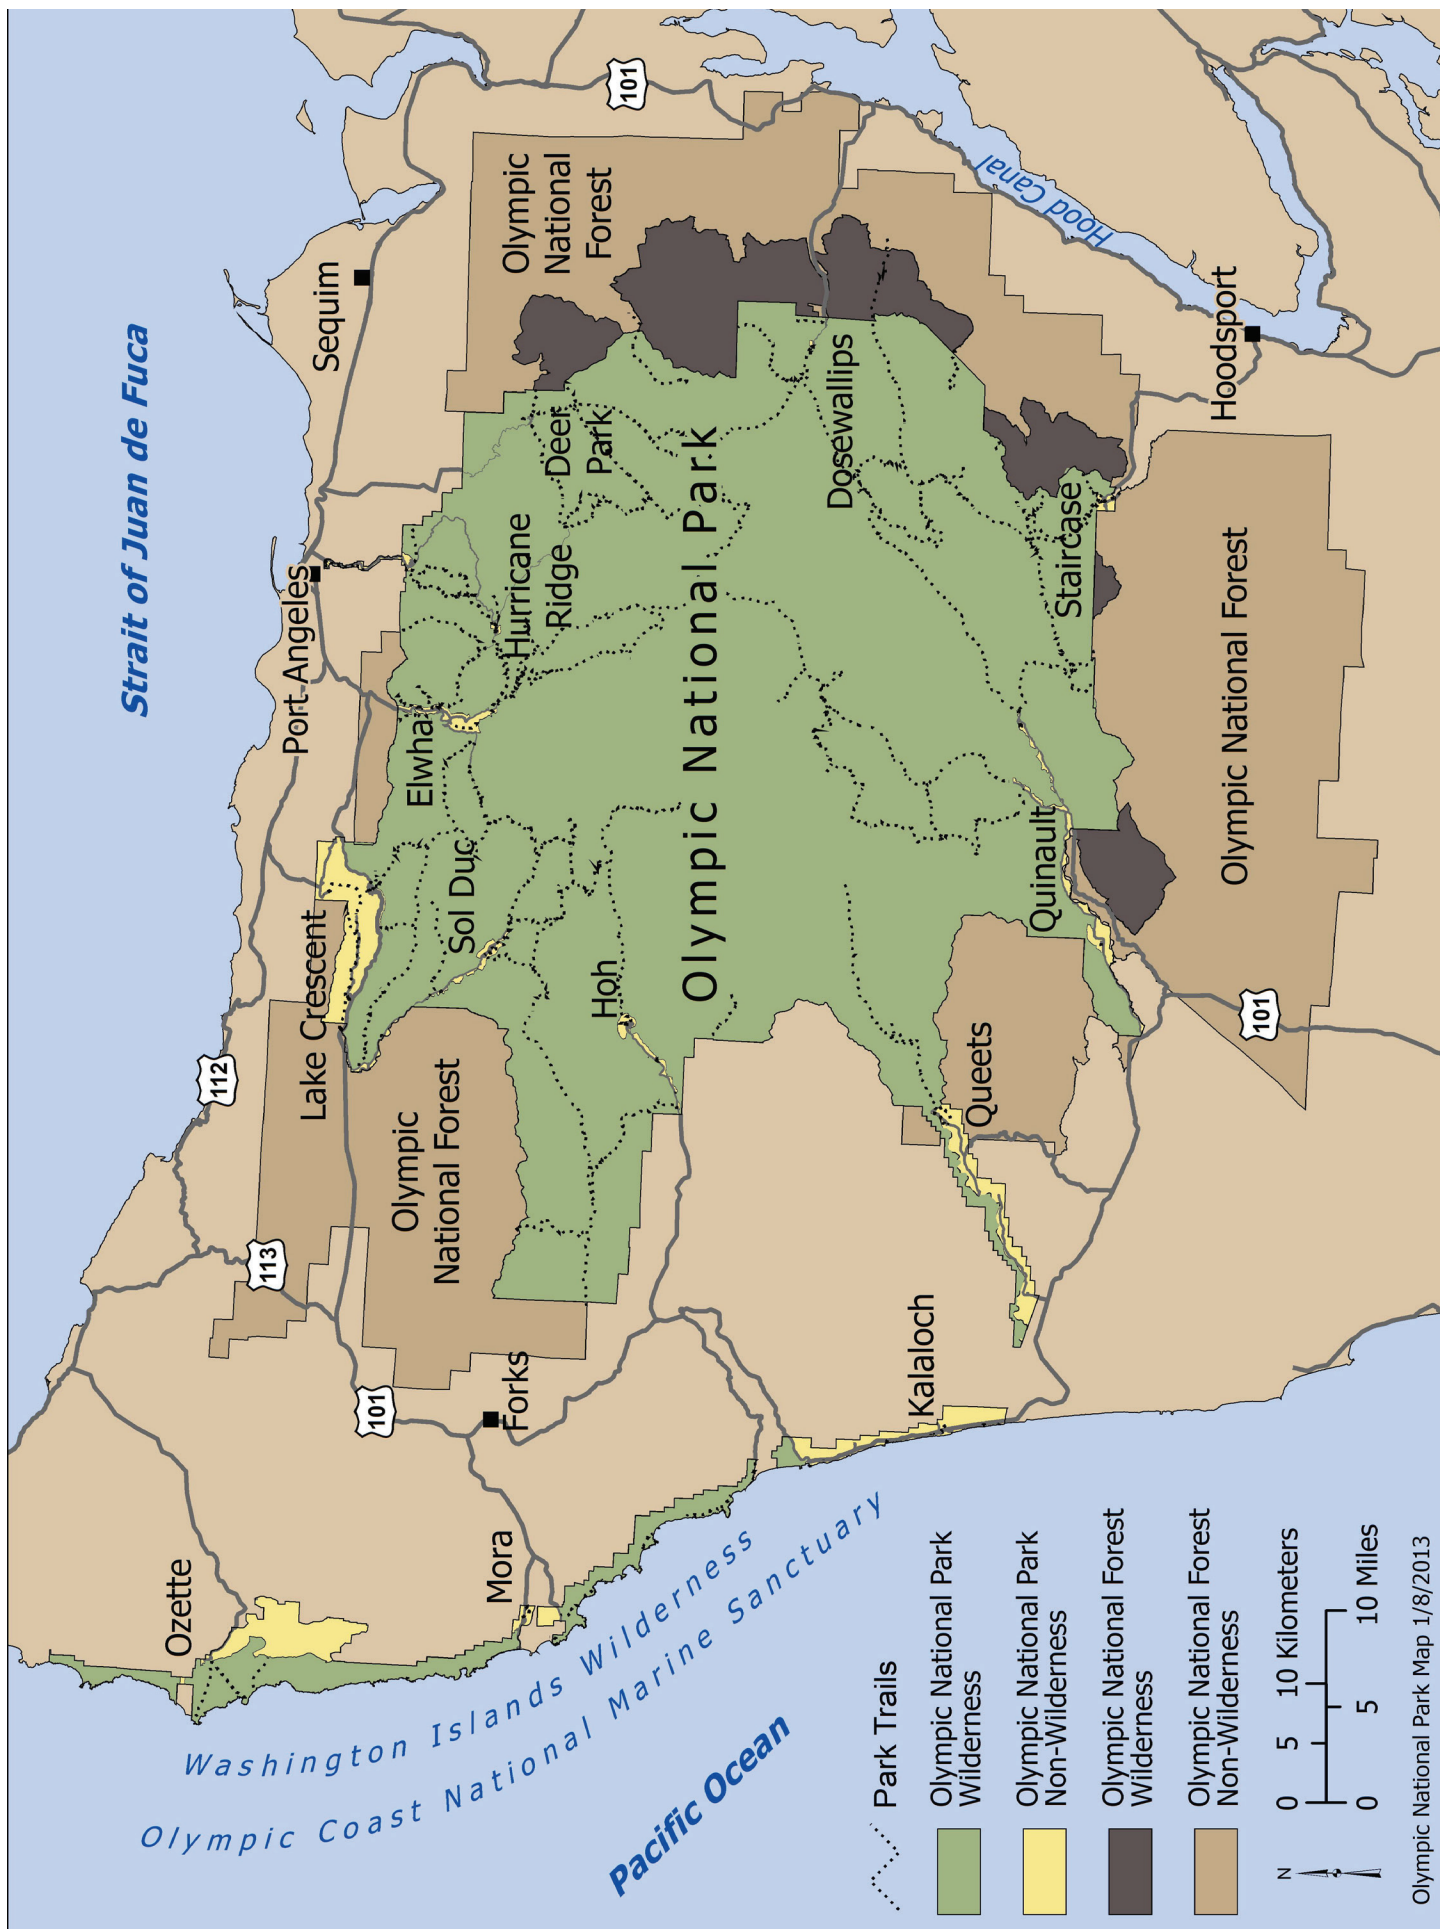 Strait of Juan de Fuca
112
113
101
Port Angeles
Sequim
101
Lake Crescent
Elwha
Olympic
National Forest
Sol Duc
Hurricane
Ridge
Deer
Park
Olympic
National
Forest
Ozette
Mora
Forks
101
Hoh
Olympic National Park
Dosewallips
Hood Canal
Washington Islands Wilderness
Olympic Coast National Marine Sanctuary
Pacific Ocean
Kalaloch
Queets
Quinault
Staircase
Hoodsport
Olympic National Forest
101
Park Trails
Olympic National Park
Wilderness
Olympic National Park
Non-Wilderness
Olympic National Forest
Wilderness
Olympic National Forest
Non-Wilderness
N
0 5 10 Kilometers
0 5 10 Miles
Olympic National Park Map 1/8/2013